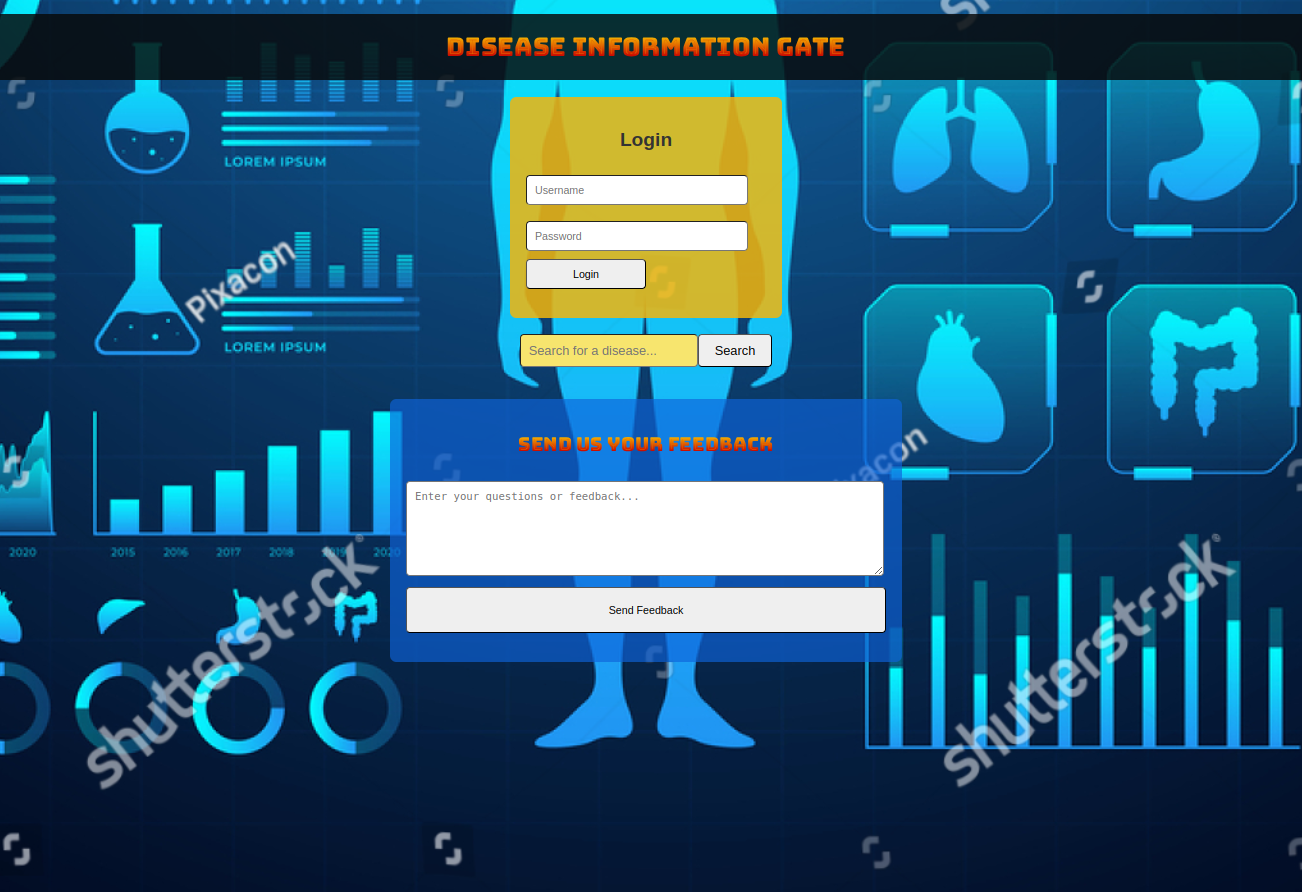 DISEASE INFORMATION GATE
Login
Username
Password
Login
Search for a disease...
Search
SEND US YOUR FEEDBACK
Enter your questions or feedback...
Send Feedback
LOREM IPSUM
Pixacon
LOREM IPSUM
2020
2015 2016 2017 2018 2019 2020
shutterstock®
shutterstock®